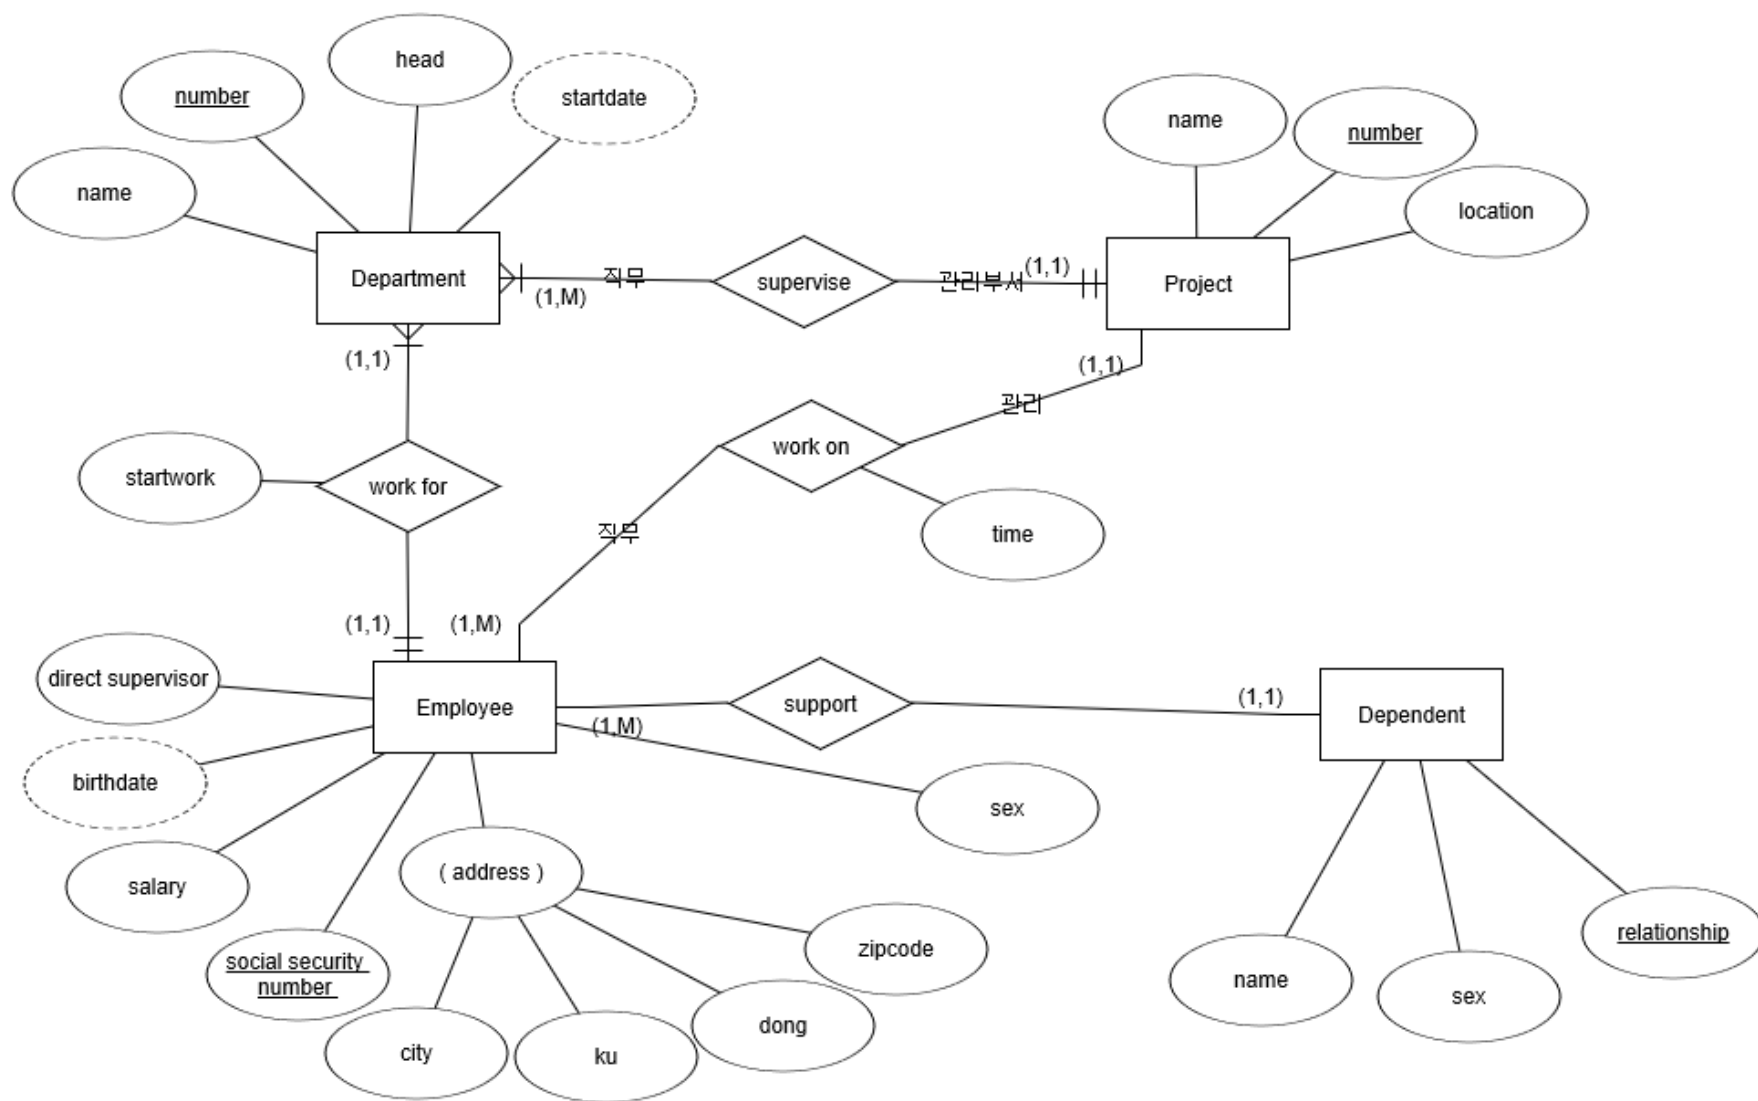 head
number
startdate
name
Department
(1,M)
직무
supervise
관리부서
(1,1)
Project
name
number
location
(1,1)
(1,1)
관리
work on
time
직무
startwork
work for
(1,1)
(1,M)
direct supervisor
Employee
support
(1,M)
(1,1)
Dependent
birthdate
sex
salary
( address )
social security
number
zipcode
dong
city
ku
name
sex
relationship